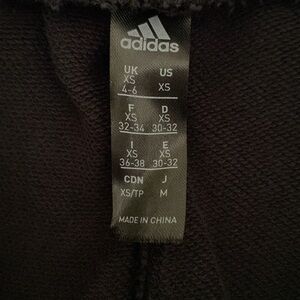 adidas
UK US
XS XS
4-6
F D
XS XS
32-34 30-32
I E
XS XS
36-38 30-32
CDN J
XS/TP M
MADE IN CHINA